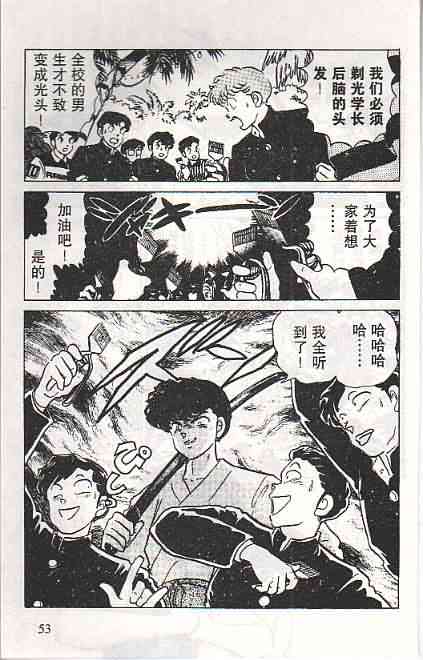 我们必须
剃光学长
后脑的头
发！
全校的男
生才不致
变成光头！
为了大
家着想
……
加油吧！
是的！
哈哈哈
哈……
我全听
到了！
ぴく
53